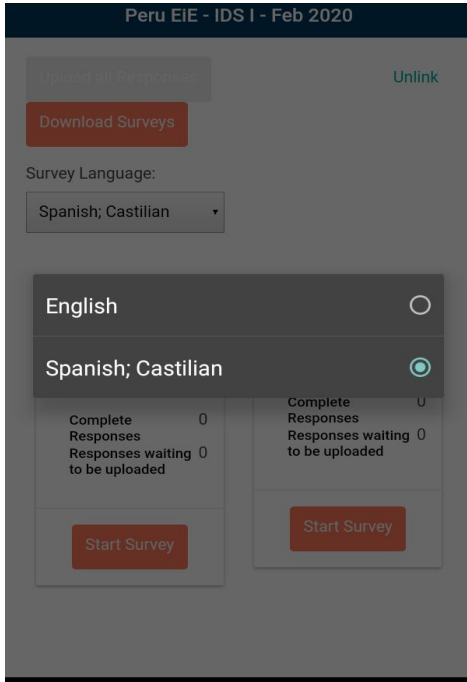 Peru EiE - IDS I - Feb 2020
Upload all Responses
Unlink
Download Surveys
Survey Language:
Spanish; Castilian
English
Spanish; Castilian
Complete 0
Responses
Responses waiting 0
to be uploaded
Start Survey
Complete 0
Responses
Responses waiting 0
to be uploaded
Start Survey